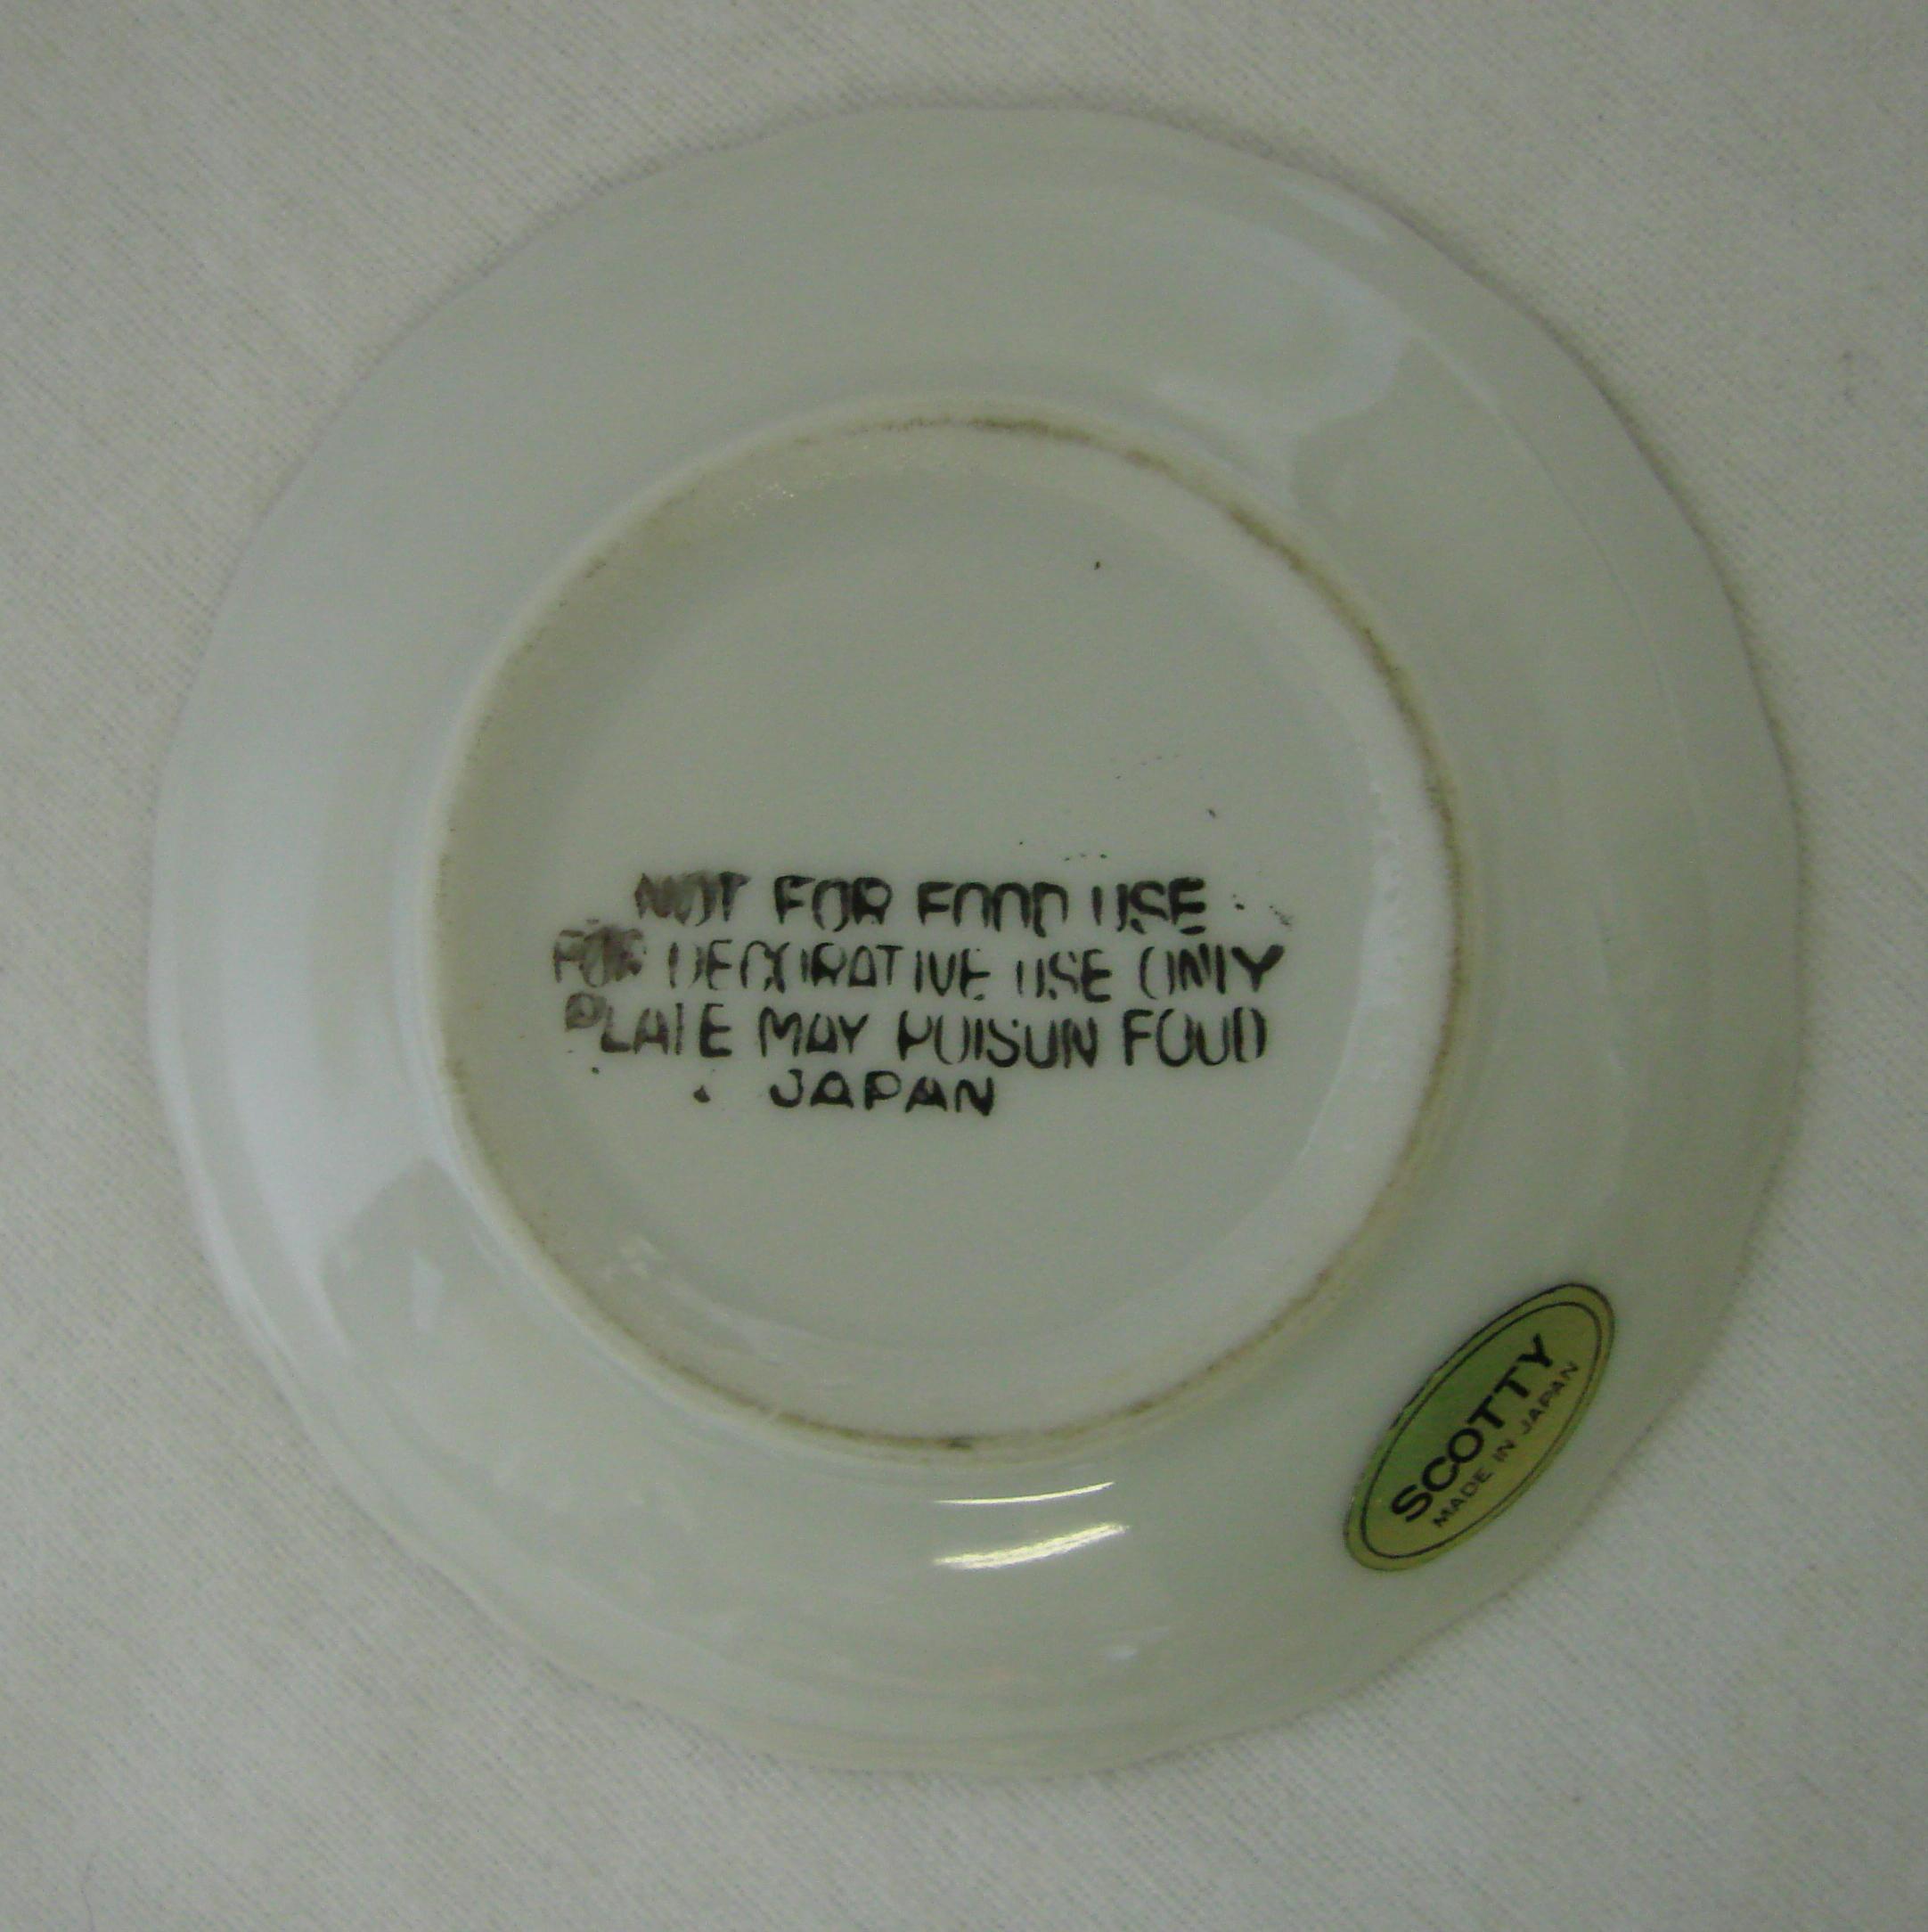 NOT FOR FOOD USE
FOR DECORATIVE USE ONLY
PLATE MAY POISON FOOD
JAPAN
SCOTTY
MADE IN JAPAN